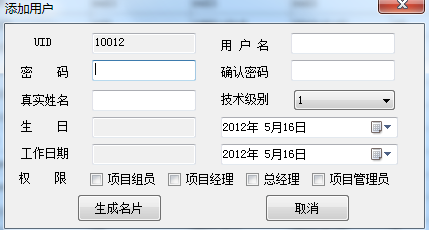 添加用户
UID 10012 用 户 名
密 码 确认密码
真实姓名 技术级别 1
生 日 2012年 5月16日
工作日期 2012年 5月16日
权 限 项目组员 项目经理 总经理 项目管理员
生成名片 取消